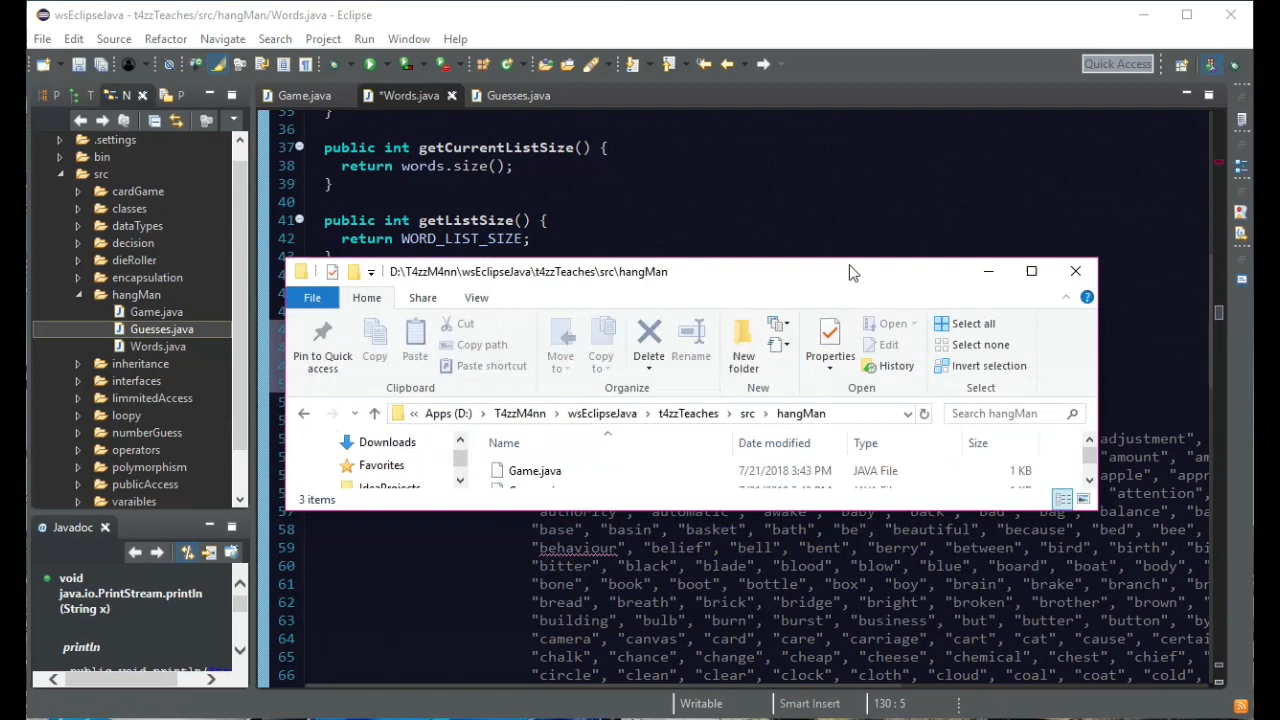 wsEclipseJava - t4zzTeaches/src/hangMan/Words.java - Eclipse
File Edit Source Refactor Navigate Search Project Run Window Help
Quick Access
P T N P
Game.java *Words.java Guesses.java
.settings
bin
src
cardGame
classes
dataTypes
decision
dieRoller
encapsulation
hangMan
Game.java
Guesses.java
Words.java
inheritance
interfaces
limmitedAccess
loopy
numberGuess
operators
polymorphism
publicAccess
varaibles
Javadoc
void
java.io.PrintStream.println
(String x)
println
35 }
36
37 public int getCurrentListSize() {
38 return words.size();
39 }
40
41 public int getListSize() {
42 return WORD_LIST_SIZE;
D:\T4zzM4nn\wsEclipseJava\t4zzTeaches\src\hangMan
File Home Share View
Pin to Quick access
Copy
Paste
Cut
Copy path
Paste shortcut
Clipboard
Move to
Copy to
Delete
Rename
Organize
New folder
New
Properties
Open
Edit
History
Open
Select all
Select none
Invert selection
Select
« Apps (D:) T4zzM4nn wsEclipseJava t4zzTeaches src hangMan
Search hangMan
Downloads
Favorites
IdeaProjects
Name Date modified Type Size
Game.java 7/21/2018 3:43 PM JAVA File 1 KB
3 items
adjustment",
"amount",
apple",
"attention",
57 "authority", "automatic", "awake", "baby", "back", "bad", "bag", "balance",
58 "base", "basin", "basket", "bath", "be", "beautiful", "because", "bed", "bee",
59 "behaviour", "belief", "bell", "bent", "berry", "between", "bird", "birth",
60 "bitter", "black", "blade", "blood", "blow", "blue", "board", "boat", "body",
61 "bone", "book", "boot", "bottle", "box", "boy", "brain", "brake", "branch",
62 "bread", "breath", "brick", "bridge", "bright", "broken", "brother", "brown",
63 "building", "bulb", "burn", "burst", "business", "but", "butter", "button",
64 "camera", "canvas", "card", "care", "carriage", "cart", "cat", "cause", "certai
65 "chalk", "chance", "change", "cheap", "cheese", "chemical", "chest", "chief",
66 "circle", "clean", "clear", "clock", "cloth", "cloud", "coal", "coat", "cold",
Writable Smart Insert 130 : 5